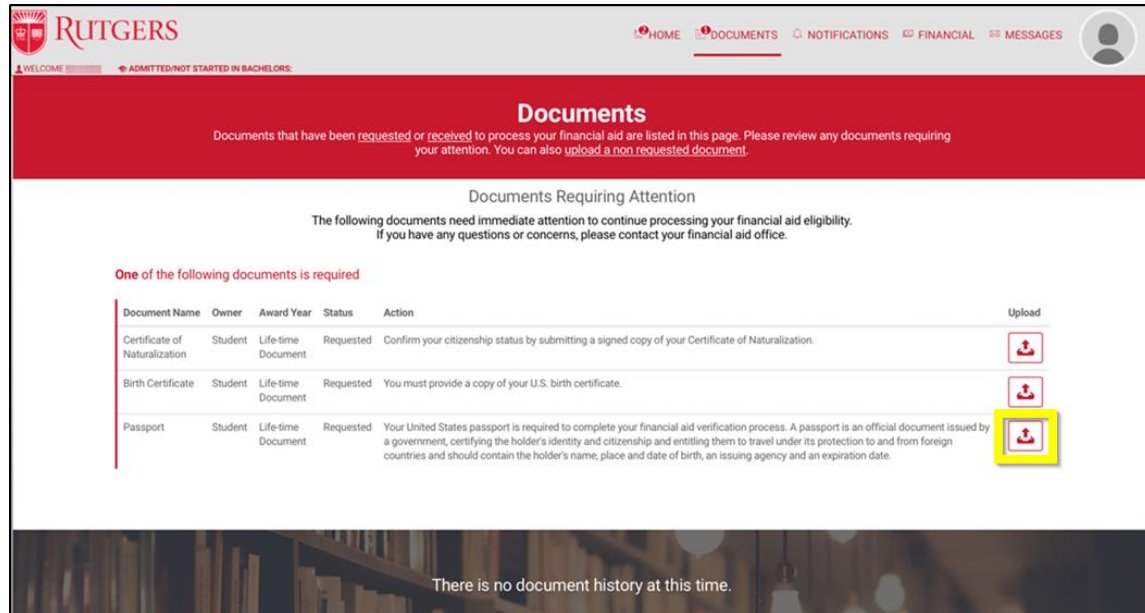 RUTGERS
2 HOME 1 DOCUMENTS NOTIFICATIONS FINANCIAL MESSAGES
WELCOME
ADMITTED/NOT STARTED IN BACHELORS:
Documents
Documents that have been requested or received to process your financial aid are listed in this page. Please review any documents requiring
your attention. You can also upload a non requested document.
Documents Requiring Attention
The following documents need immediate attention to continue processing your financial aid eligibility.
If you have any questions or concerns, please contact your financial aid office.
One of the following documents is required
Document Name Owner Award Year Status Action Upload
Certificate of Student Life-time Requested Confirm your citizenship status by submitting a signed copy of your Certificate of Naturalization.
Naturalization Document
Birth Certificate Student Life-time Requested You must provide a copy of your U.S. birth certificate.
Document
Passport Student Life-time Requested Your United States passport is required to complete your financial aid verification process. A passport is an official document issued by
Document a government, certifying the holder's identity and citizenship and entitling them to travel under its protection to and from foreign
countries and should contain the holder's name, place and date of birth, an issuing agency and an expiration date.
There is no document history at this time.